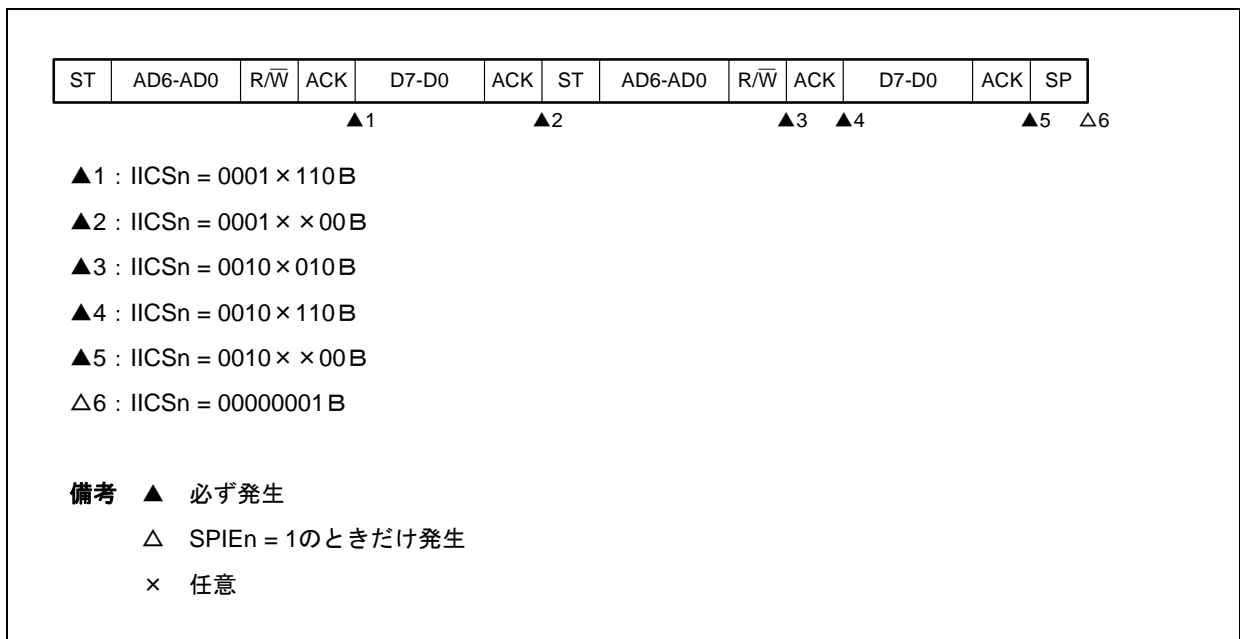 ST AD6-AD0 R/W̅ ACK D7-D0 ACK ST AD6-AD0 R/W̅ ACK D7-D0 ACK SP
▲1 ▲2 ▲3 ▲4 ▲5 △6
▲1 : IICSn = 0001×110B
▲2 : IICSn = 0001××00B
▲3 : IICSn = 0010×010B
▲4 : IICSn = 0010×110B
▲5 : IICSn = 0010××00B
△6 : IICSn = 00000001B
備考 ▲ 必ず発生
△ SPIEn = 1のときだけ発生
× 任意